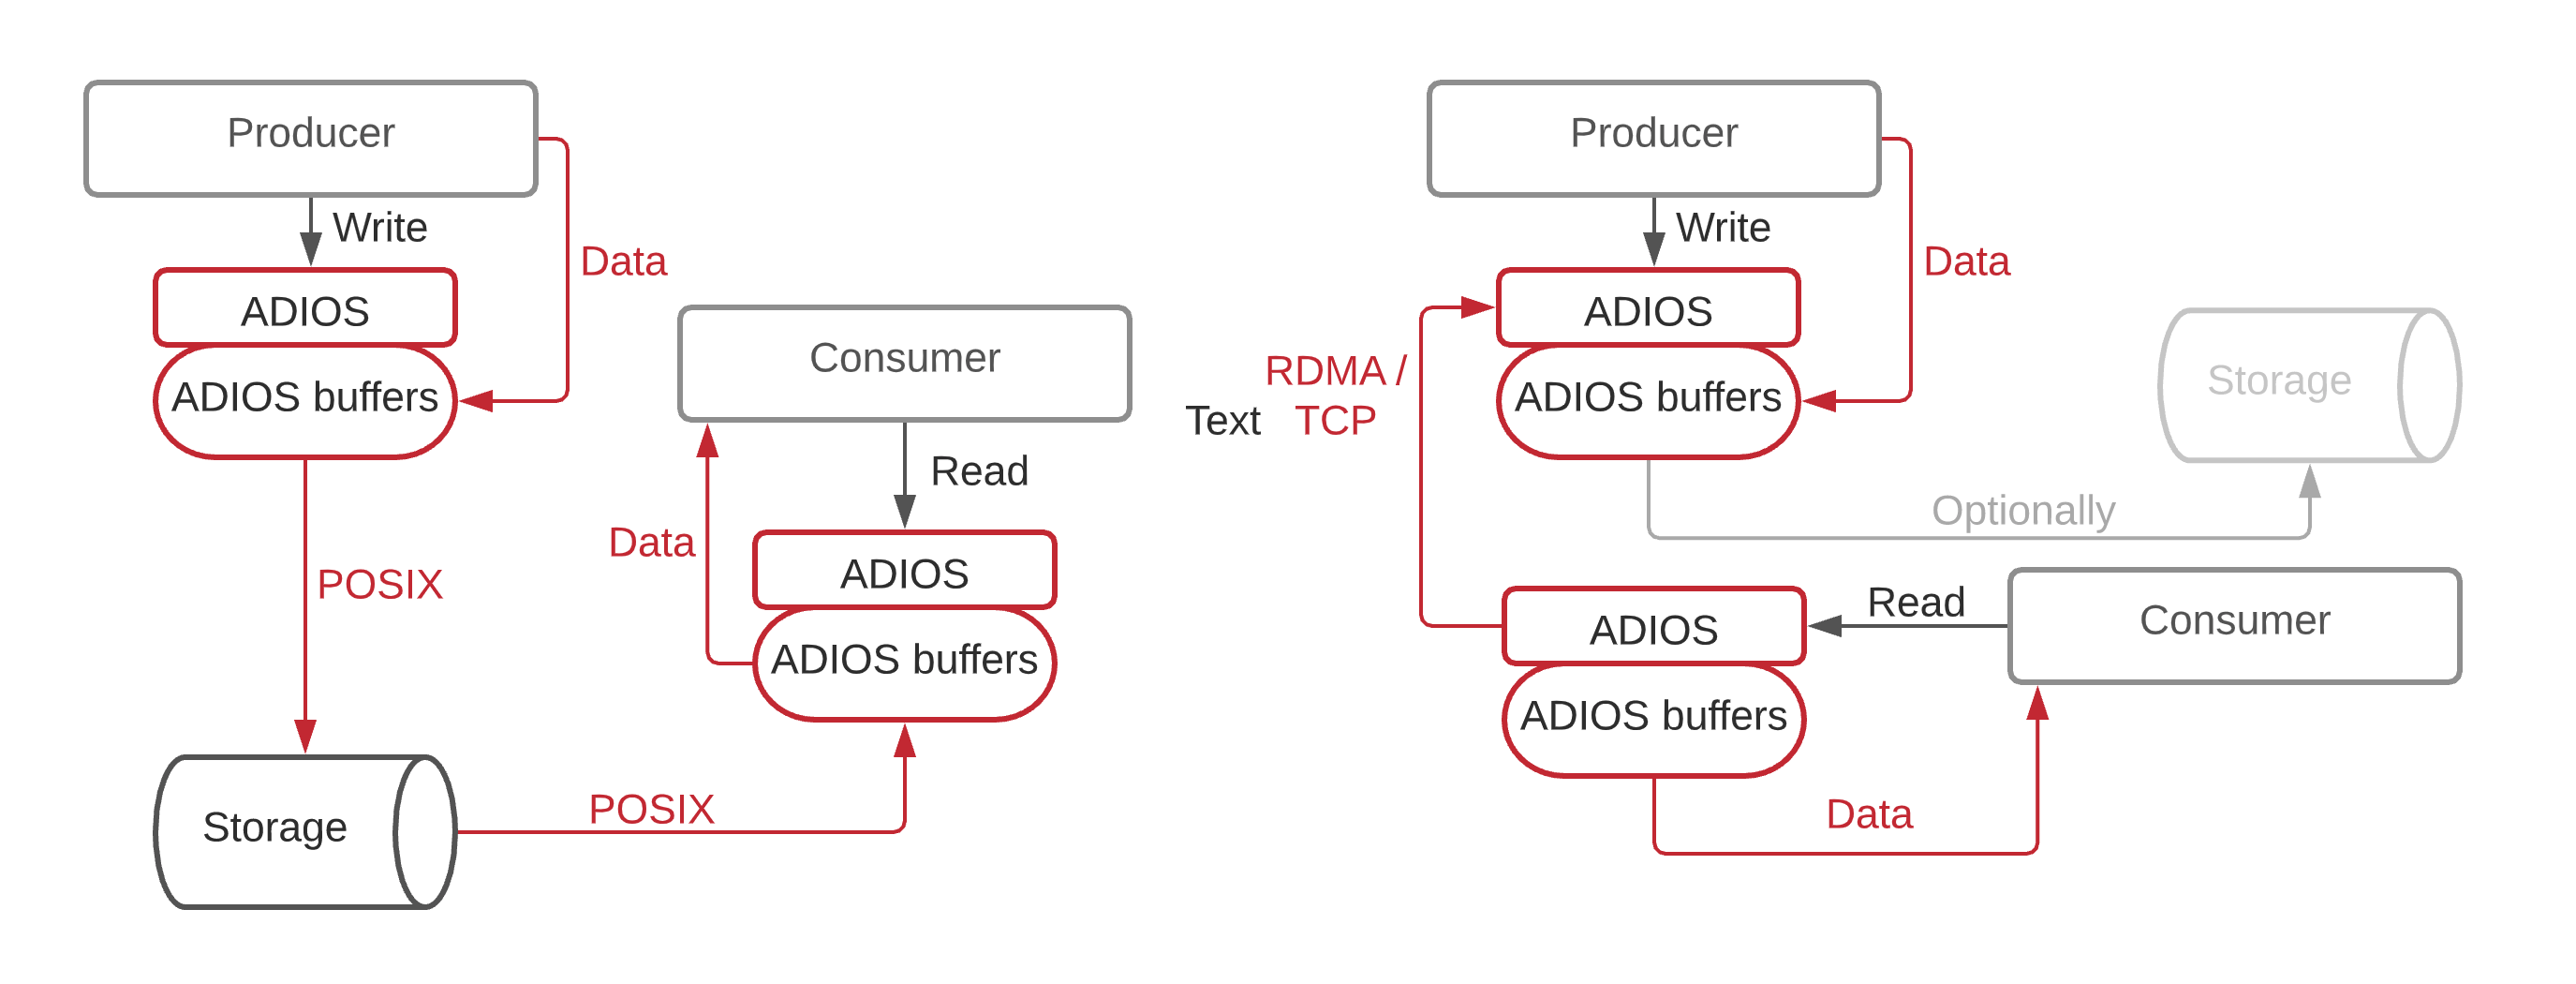 Producer
Write
Data
ADIOS
ADIOS buffers
POSIX
Storage
POSIX
Consumer
Read
Data
ADIOS
ADIOS buffers
Producer
Write
Data
ADIOS
ADIOS buffers
RDMA /
TCP
Text
Storage
Optionally
ADIOS
ADIOS buffers
Read
Consumer
Data